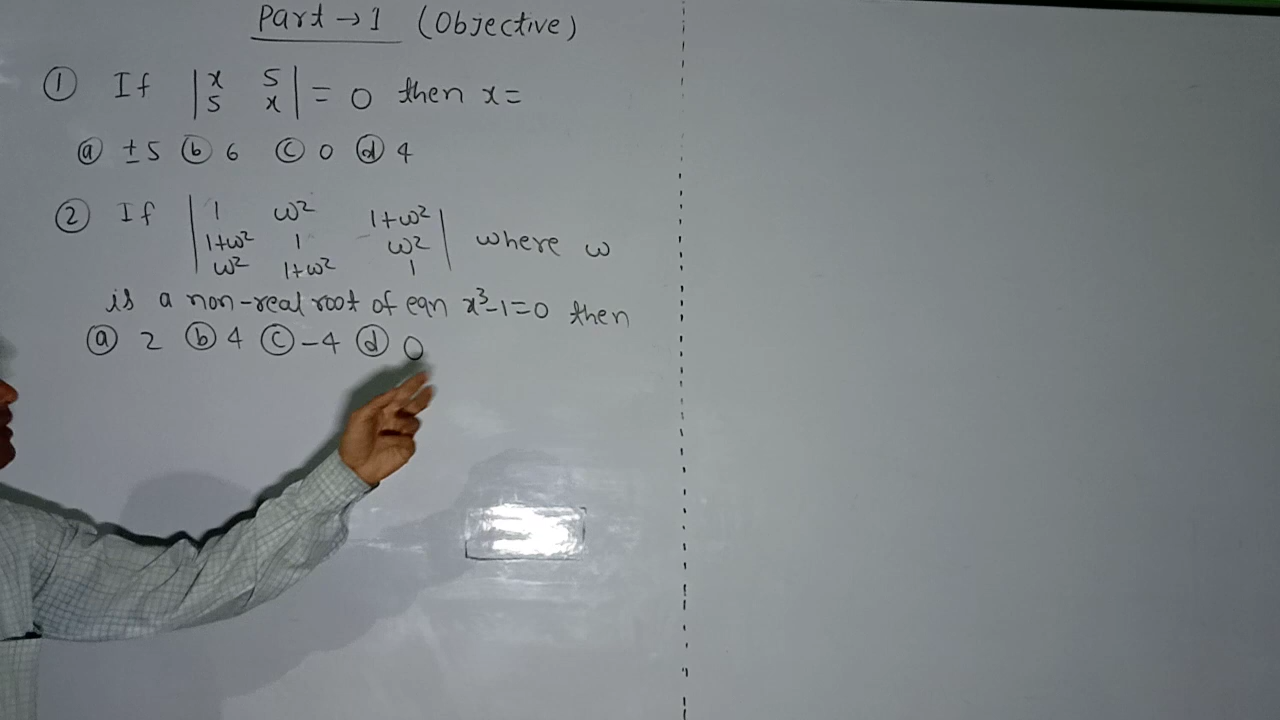 Part → 1 (Objective)
① If |x 5| = 0 then x=
|5 x|
ⓐ ±5 ⓑ 6 ⓒ 0 ⓓ 4
② If |1 ω² 1+ω²|
|1+ω² 1 ω²| where ω
|ω² 1+ω² 1|
is a non-real root of eqn x³-1=0 then
ⓐ 2 ⓑ 4 ⓒ -4 ⓓ 0